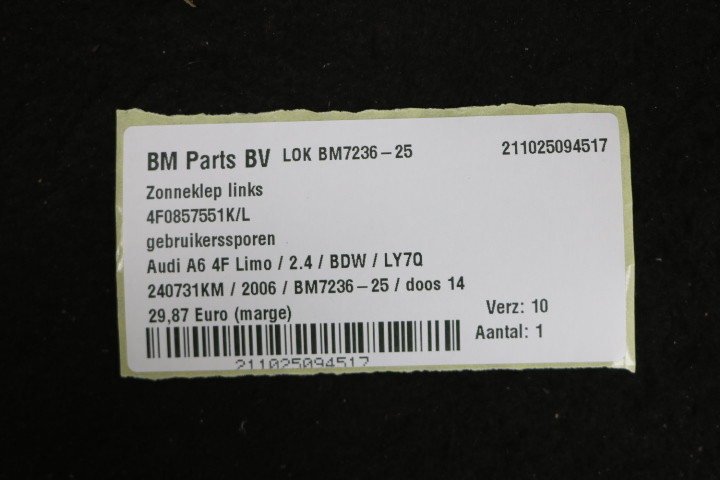 BM Parts BV LOK BM7236-25 211025094517
Zonneklep links
4F0857551K/L
gebruikerssporen
Audi A6 4F Limo / 2.4 / BDW / LY7Q
240731KM / 2006 / BM7236-25 / doos 14
29,87 Euro (marge) Verz: 10
Aantal: 1
211025094517